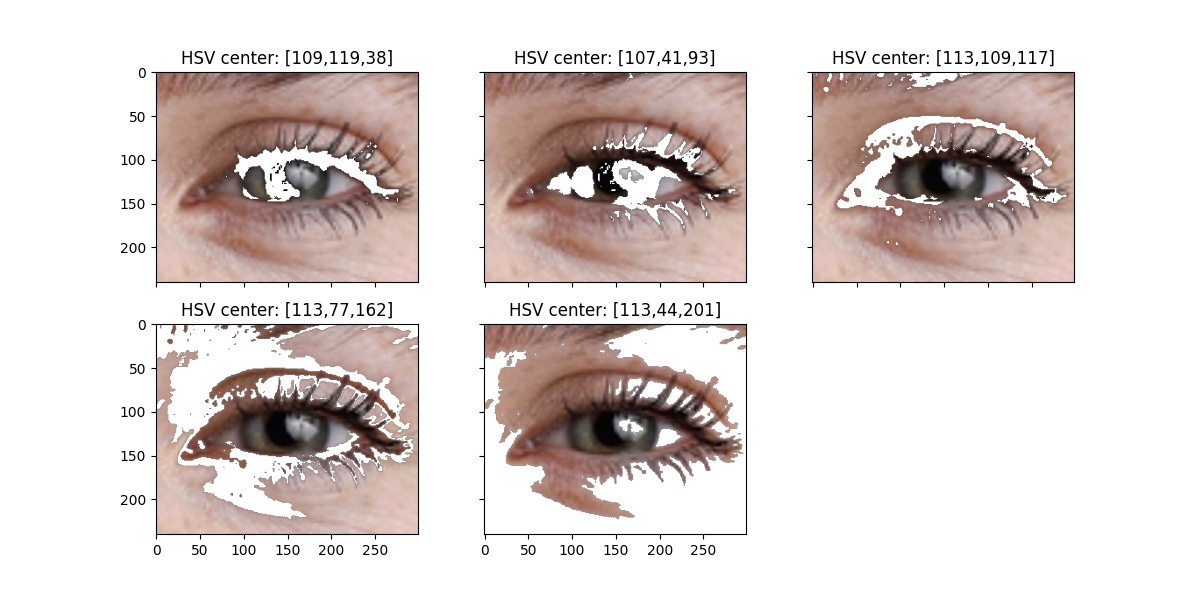 HSV center: [109,119,38]
HSV center: [107,41,93]
HSV center: [113,109,117]
0
50
100
150
200
HSV center: [113,77,162]
HSV center: [113,44,201]
0
50
100
150
200
0 50 100 150 200 250
0 50 100 150 200 250